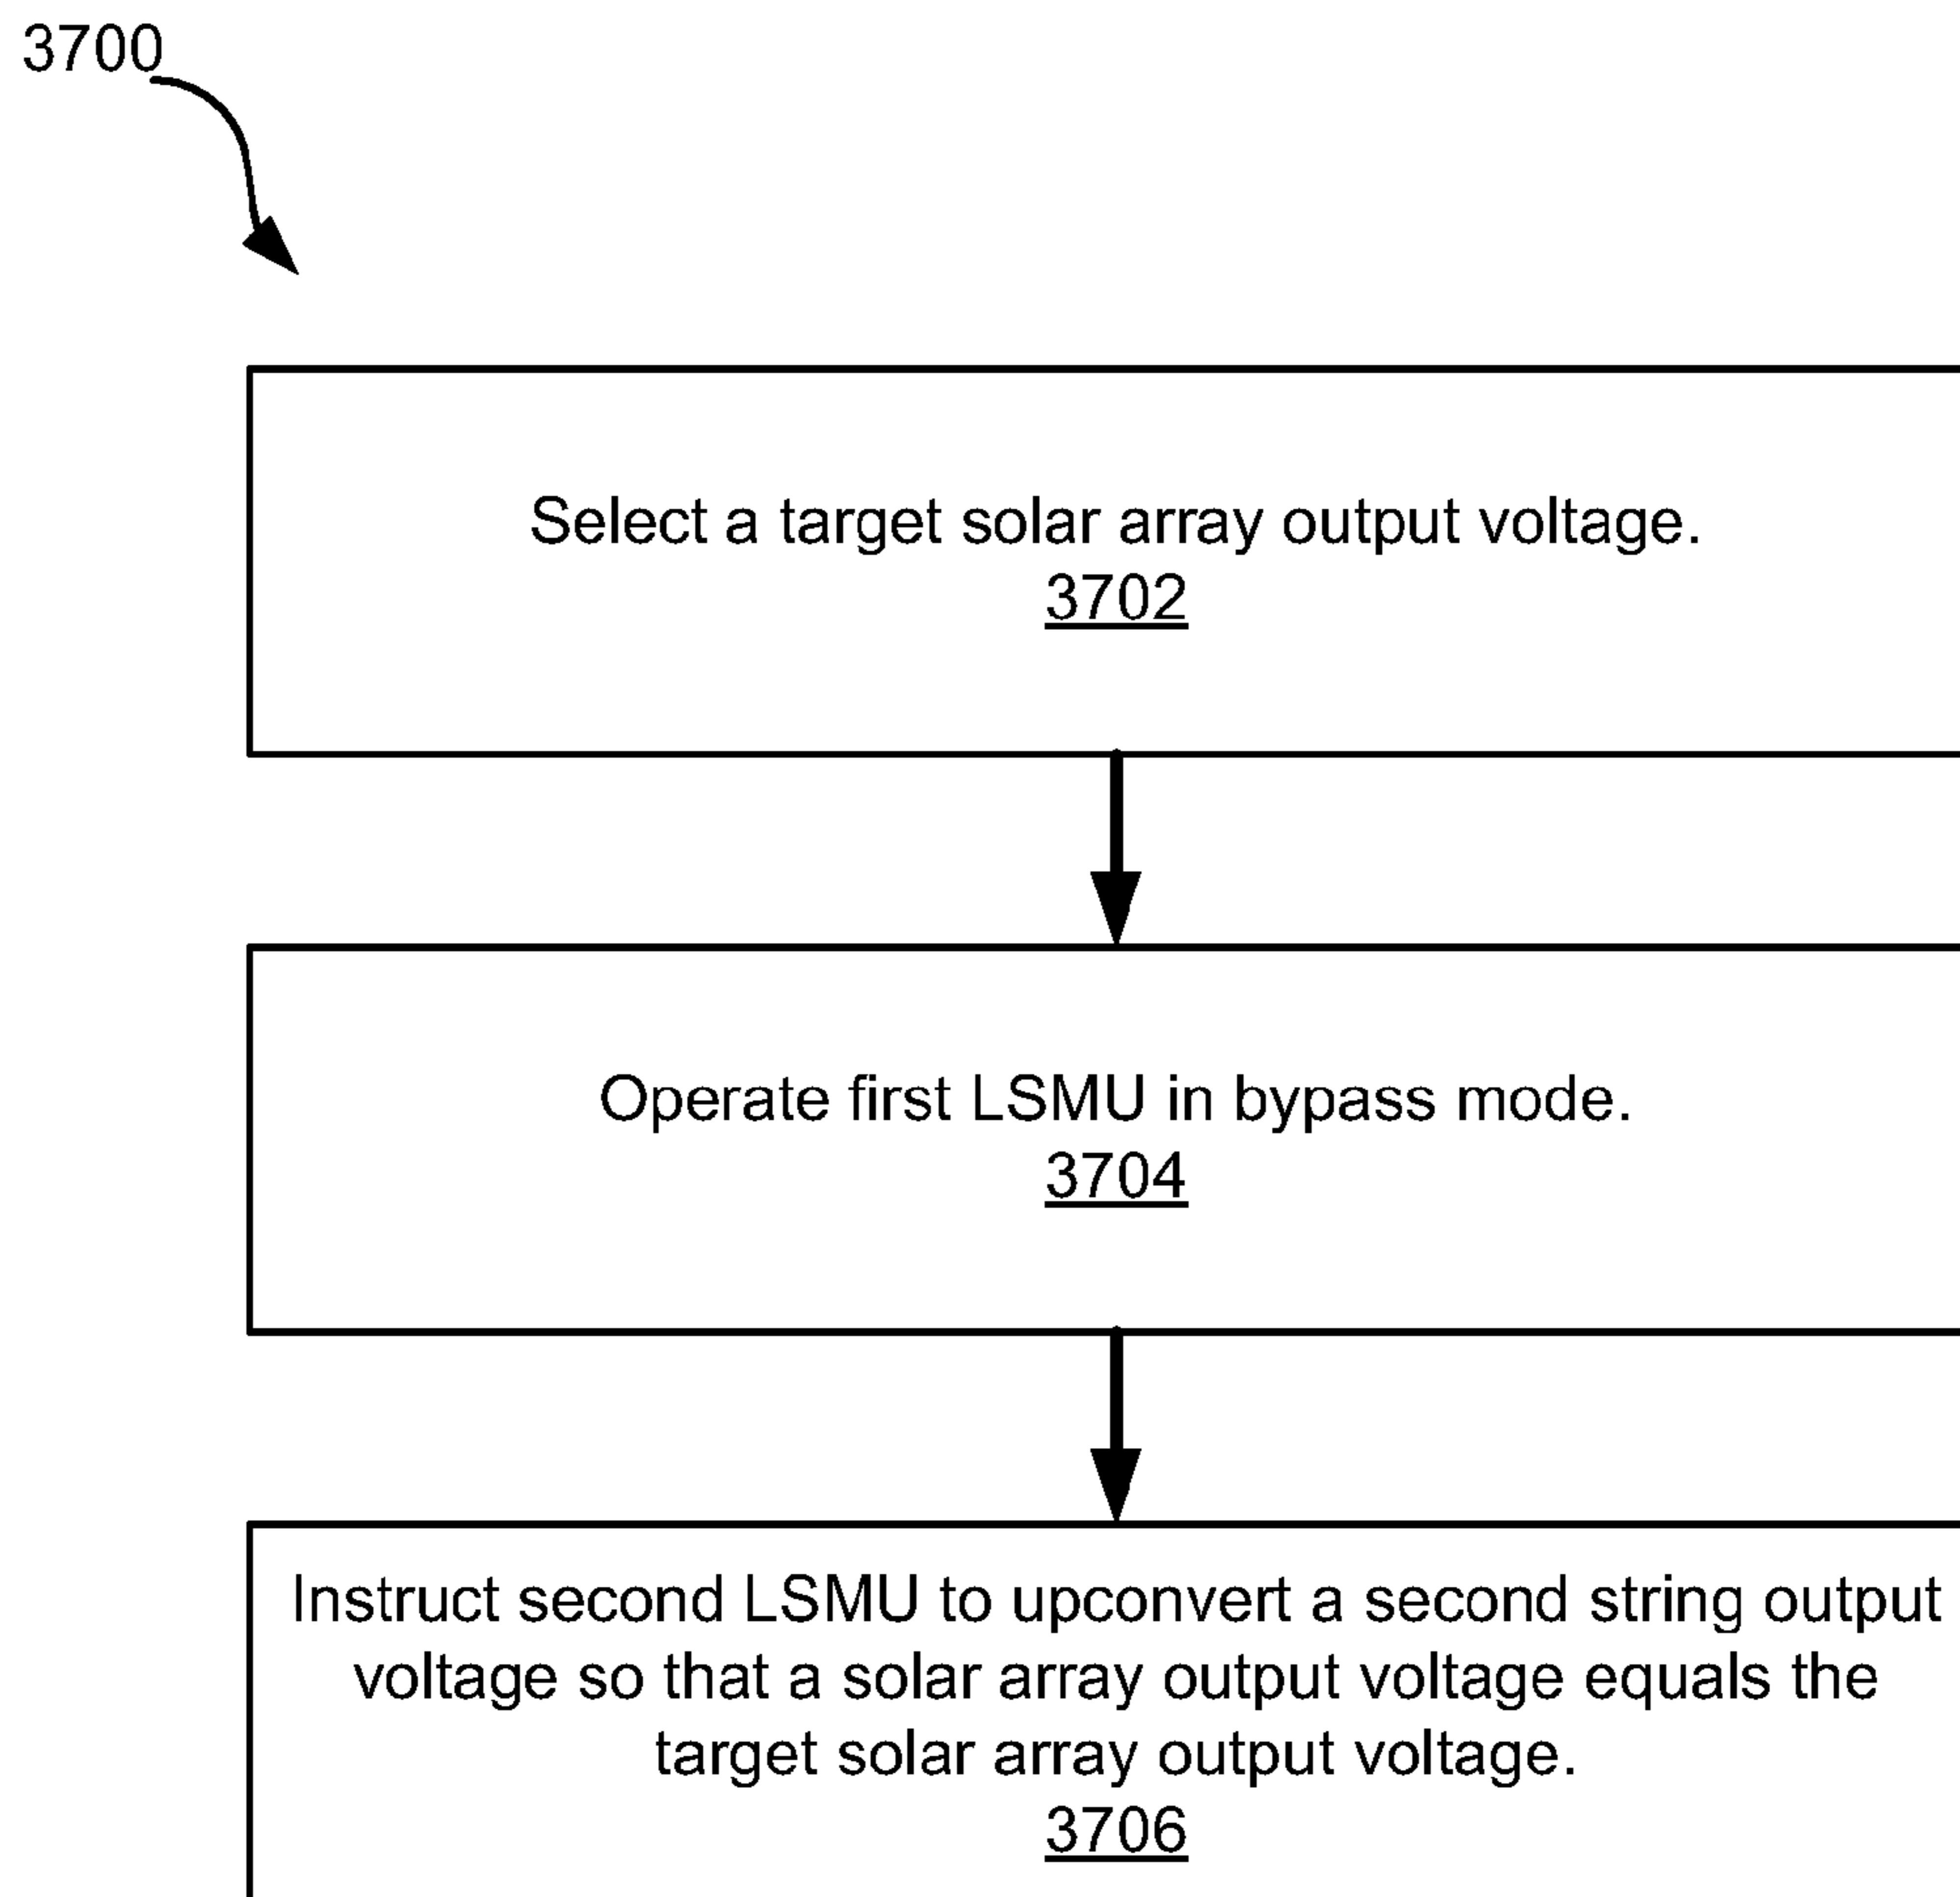 3700
Select a target solar array output voltage.
3702
Operate first LSMU in bypass mode.
3704
Instruct second LSMU to upconvert a second string output
voltage so that a solar array output voltage equals the
target solar array output voltage.
3706